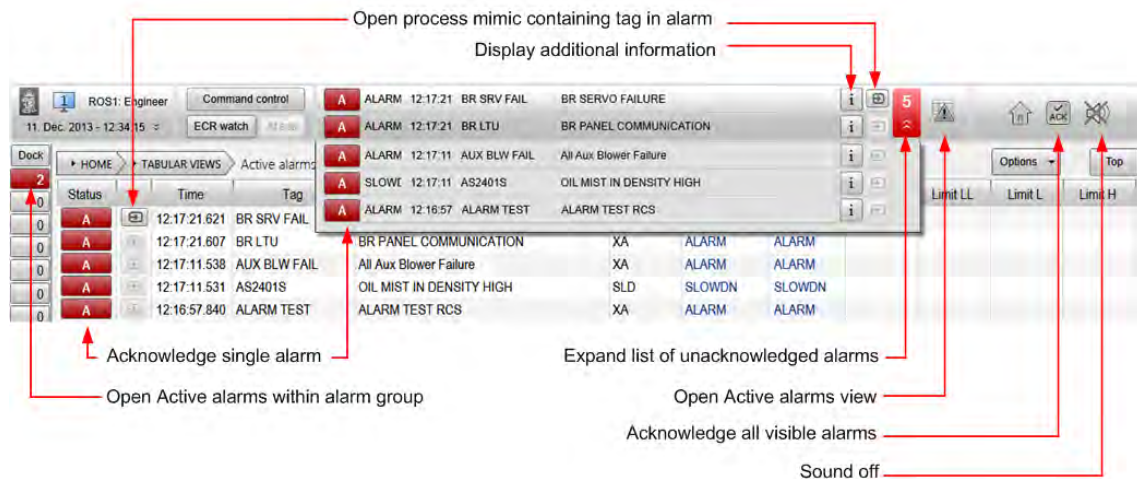 Open process mimic containing tag in alarm
Display additional information
1 ROS1: Engineer Command control
11. Dec. 2013 - 12:34:15 ECR watch
A ALARM 12:17:21 BR SRV FAIL BR SERVO FAILURE i 5
A ALARM 12:17:21 BR LTU BR PANEL COMMUNICATION i
A ALARM 12:17:11 AUX BLW FAIL All Aux Blower Failure i
A SLOWD 12:17:11 AS2401S OIL MIST IN DENSITY HIGH i
A ALARM 12:16:57 ALARM TEST ALARM TEST RCS i
ACK
Dock HOME TABULAR VIEWS Active alarms Options Top
2
0
0
0
0
0
0
Status Time Tag Limit LL Limit L Limit H
A 12:17:21.621 BR SRV FAIL
A 12:17:21.607 BR LTU BR PANEL COMMUNICATION XA ALARM ALARM
A 12:17:11.538 AUX BLW FAIL All Aux Blower Failure XA ALARM ALARM
A 12:17:11.531 AS2401S OIL MIST IN DENSITY HIGH SLD SLOWDN SLOWDN
A 12:16:57.840 ALARM TEST ALARM TEST RCS XA ALARM ALARM
Acknowledge single alarm
Expand list of unacknowledged alarms
Open Active alarms within alarm group
Open Active alarms view
Acknowledge all visible alarms
Sound off